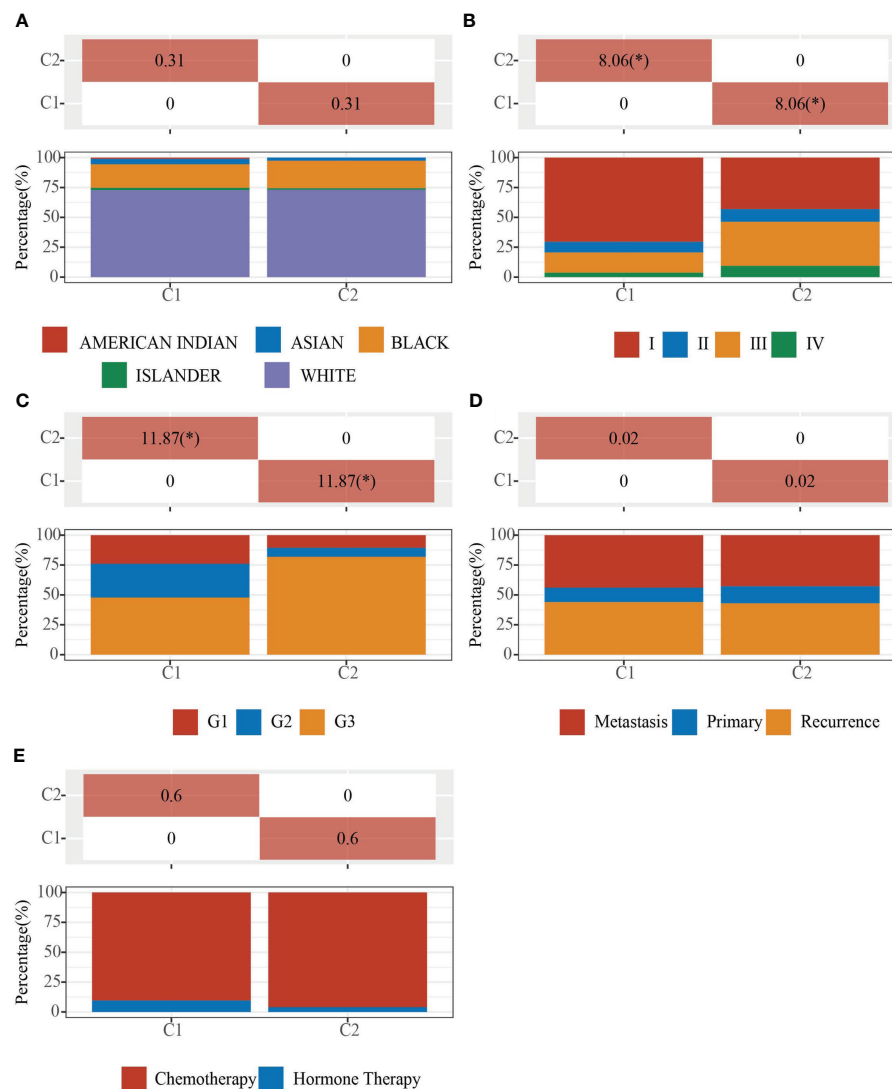 A
C2
0.31
0
C1
0
0.31
Percentage(%)
100
75
50
25
0
C1
C2
AMERICAN INDIAN
ASIAN
BLACK
ISLANDER
WHITE
B
C2
8.06(*)
0
C1
0
8.06(*)
Percentage(%)
100
75
50
25
0
C1
C2
I
II
III
IV
C
C2
11.87(*)
0
C1
0
11.87(*)
Percentage(%)
100
75
50
25
0
C1
C2
G1
G2
G3
D
C2
0.02
0
C1
0
0.02
Percentage(%)
100
75
50
25
0
C1
C2
Metastasis
Primary
Recurrence
E
C2
0.6
0
C1
0
0.6
Percentage(%)
100
75
50
25
0
C1
C2
Chemotherapy
Hormone Therapy